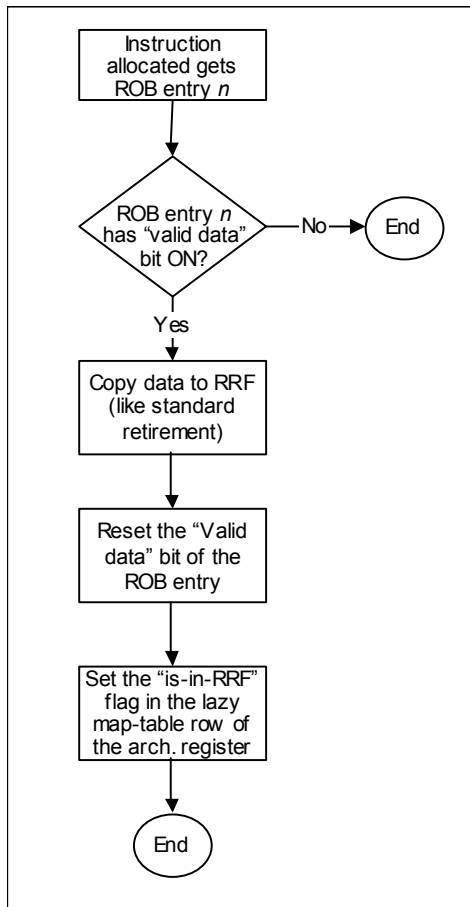 Instruction
allocated gets
ROB entry n
ROB entry n
has “valid data”
bit ON?
No
End
Yes
Copy data to RRF
(like standard
retirement)
Reset the “Valid
data” bit of the
ROB entry
Set the “is-in-RRF”
flag in the lazy
map-table row of
the arch. register
End